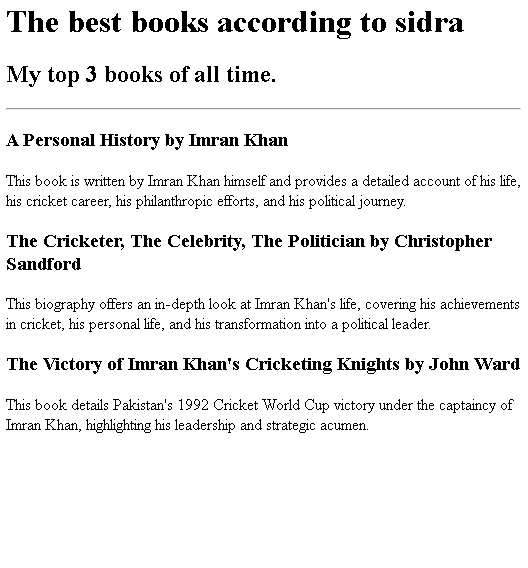 The best books according to sidra
My top 3 books of all time.
A Personal History by Imran Khan
This book is written by Imran Khan himself and provides a detailed account of his life,
his cricket career, his philanthropic efforts, and his political journey.
The Cricketer, The Celebrity, The Politician by Christopher
Sandford
This biography offers an in-depth look at Imran Khan's life, covering his achievements
in cricket, his personal life, and his transformation into a political leader.
The Victory of Imran Khan's Cricketing Knights by John Ward
This book details Pakistan's 1992 Cricket World Cup victory under the captaincy of
Imran Khan, highlighting his leadership and strategic acumen.